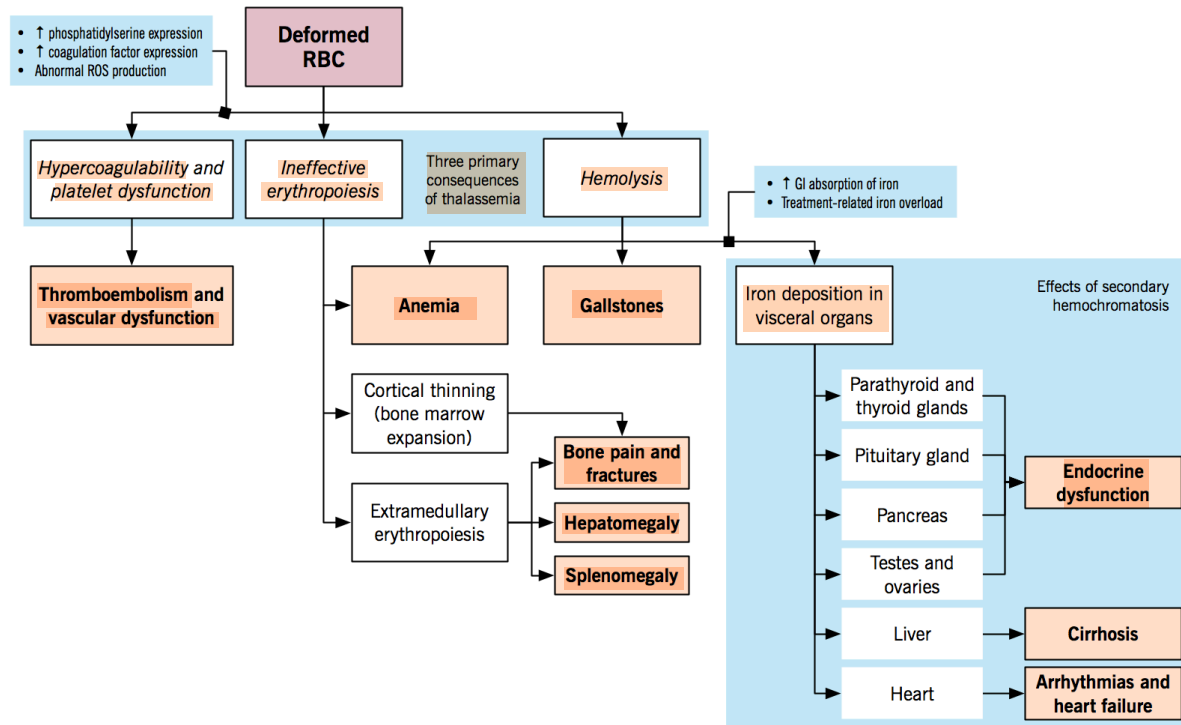 • ↑ phosphatidylserine expression
• ↑ coagulation factor expression
• Abnormal ROS production
Deformed
RBC
Hypercoagulability and
platelet dysfunction
Ineffective
erythropoiesis
Three primary
consequences
of thalassemia
Hemolysis
• ↑ GI absorption of iron
• Treatment-related iron overload
Thromboembolism and
vascular dysfunction
Anemia
Gallstones
Iron deposition in
visceral organs
Effects of secondary
hemochromatosis
Cortical thinning
(bone marrow
expansion)
Bone pain and
fractures
Extramedullary
erythropoiesis
Hepatomegaly
Splenomegaly
Parathyroid and
thyroid glands
Pituitary gland
Pancreas
Testes and
ovaries
Endocrine
dysfunction
Liver
Cirrhosis
Heart
Arrhythmias and
heart failure